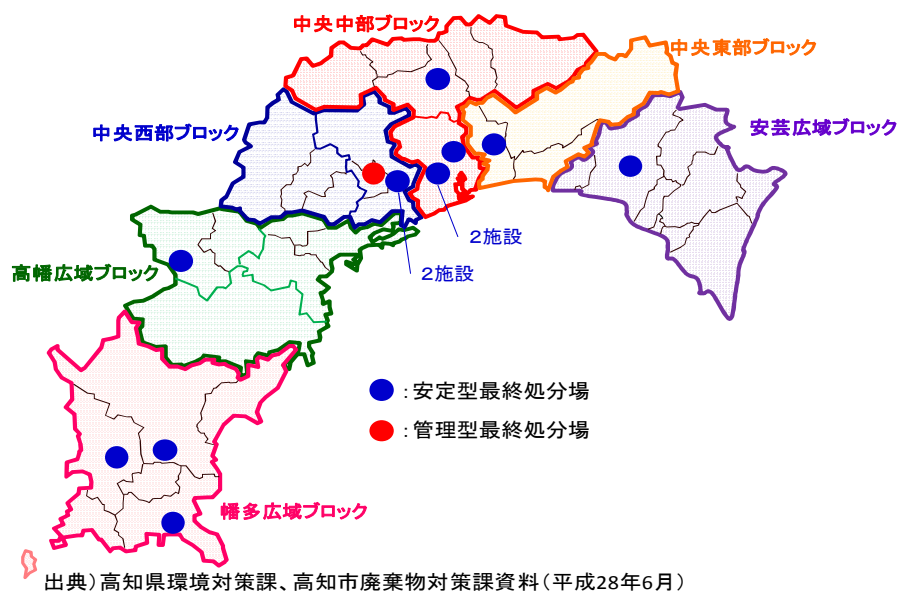 中央中部ブロック
中央東部ブロック
中央西部ブロック
安芸広域ブロック
2施設
2施設
高幡広域ブロック
:安定型最終処分場
:管理型最終処分場
幡多広域ブロック
出典)高知県環境対策課、高知市廃棄物対策課資料(平成28年6月)